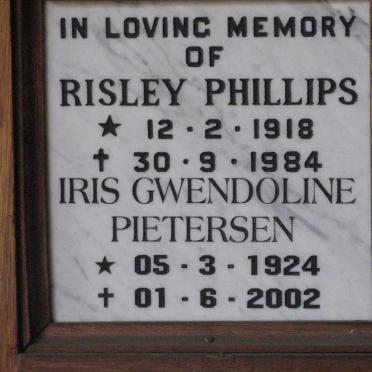 IN LOVING MEMORY
OF
RISLEY PHILLIPS
★ 12 · 2 · 1918
✝ 30 · 9 · 1984
IRIS GWENDOLINE
PIETERSEN
★ 05 - 3 - 1924
✝ 01 - 6 - 2002